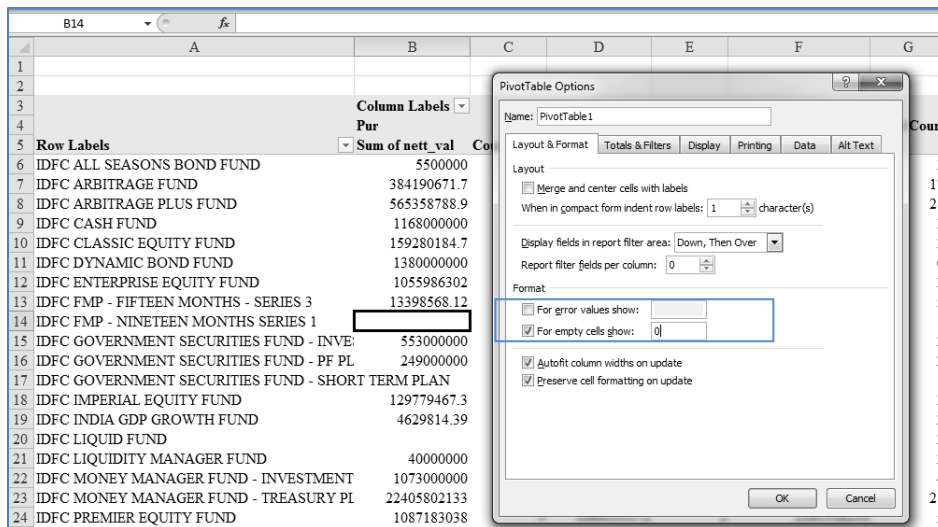 B14 fx
A B C D E F G
1
2
3 Column Labels
4 Pur
5 Row Labels Sum of nett_val
6 IDFC ALL SEASONS BOND FUND 5500000
7 IDFC ARBITRAGE FUND 384190671.7
8 IDFC ARBITRAGE PLUS FUND 565358788.9
9 IDFC CASH FUND 1168000000
10 IDFC CLASSIC EQUITY FUND 159280184.7
11 IDFC DYNAMIC BOND FUND 1380000000
12 IDFC ENTERPRISE EQUITY FUND 1055986302
13 IDFC FMP - FIFTEEN MONTHS - SERIES 3 13398568.12
14 IDFC FMP - NINETEEN MONTHS SERIES 1
15 IDFC GOVERNMENT SECURITIES FUND - INVE 553000000
16 IDFC GOVERNMENT SECURITIES FUND - PF PL 249000000
17 IDFC GOVERNMENT SECURITIES FUND - SHORT TERM PLAN
18 IDFC IMPERIAL EQUITY FUND 129779467.3
19 IDFC INDIA GDP GROWTH FUND 4629814.39
20 IDFC LIQUID FUND
21 IDFC LIQUIDITY MANAGER FUND 40000000
22 IDFC MONEY MANAGER FUND - INVESTMENT 1073000000
23 IDFC MONEY MANAGER FUND - TREASURY PL 22405802133
24 IDFC PREMIER EQUITY FUND 1087183038
PivotTable Options
Name: PivotTable1
Layout & Format Totals & Filters Display Printing Data Alt Text
Layout
Merge and center cells with labels
When in compact form indent row labels: 1 character(s)
Display fields in report filter area: Down, Then Over
Report filter fields per column: 0
Format
For error values show:
For empty cells show: 0
Autofit column widths on update
Preserve cell formatting on update
OK Cancel